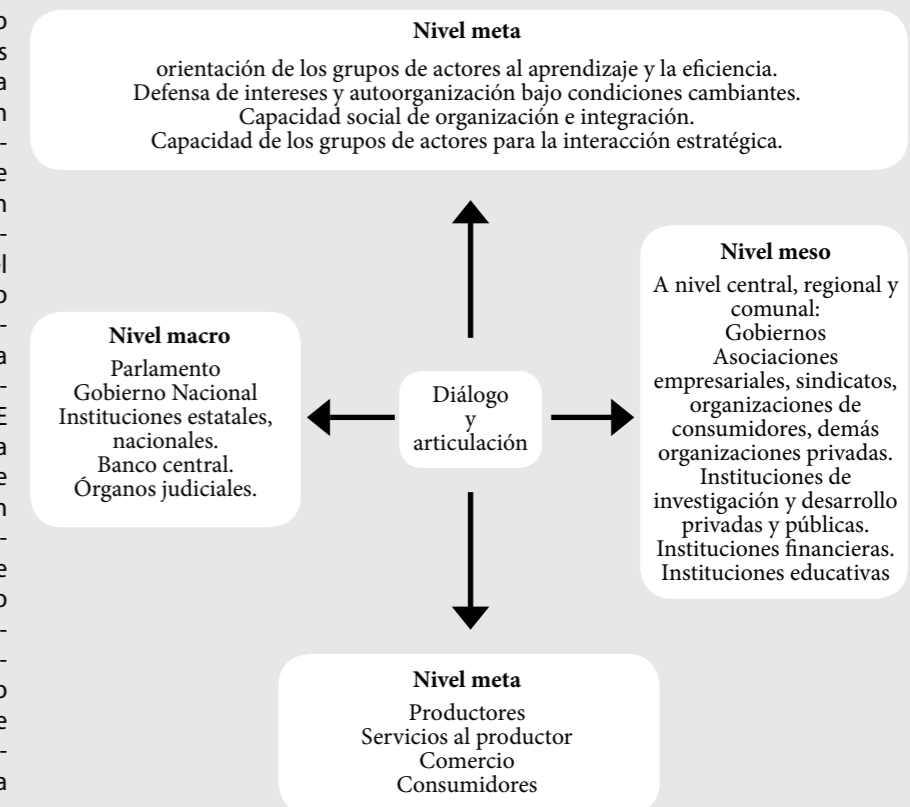 o
s
a
n
-
e
n
-
l
o
-
a
-
E
a
e
n
-
e
o
-
-
o
e
-
a
Nivel meta
orientación de los grupos de actores al aprendizaje y la eficiencia.
Defensa de intereses y autoorganización bajo condiciones cambiantes.
Capacidad social de organización e integración.
Capacidad de los grupos de actores para la interacción estratégica.
Nivel macro
Parlamento
Gobierno Nacional
Instituciones estatales,
nacionales.
Banco central.
Órganos judiciales.
Diálogo
y
articulación
Nivel meso
A nivel central, regional y
comunal:
Gobiernos
Asociaciones
empresariales, sindicatos,
organizaciones de
consumidores, demás
organizaciones privadas.
Instituciones de
investigación y desarrollo
privadas y públicas.
Instituciones financieras.
Instituciones educativas
Nivel meta
Productores
Servicios al productor
Comercio
Consumidores